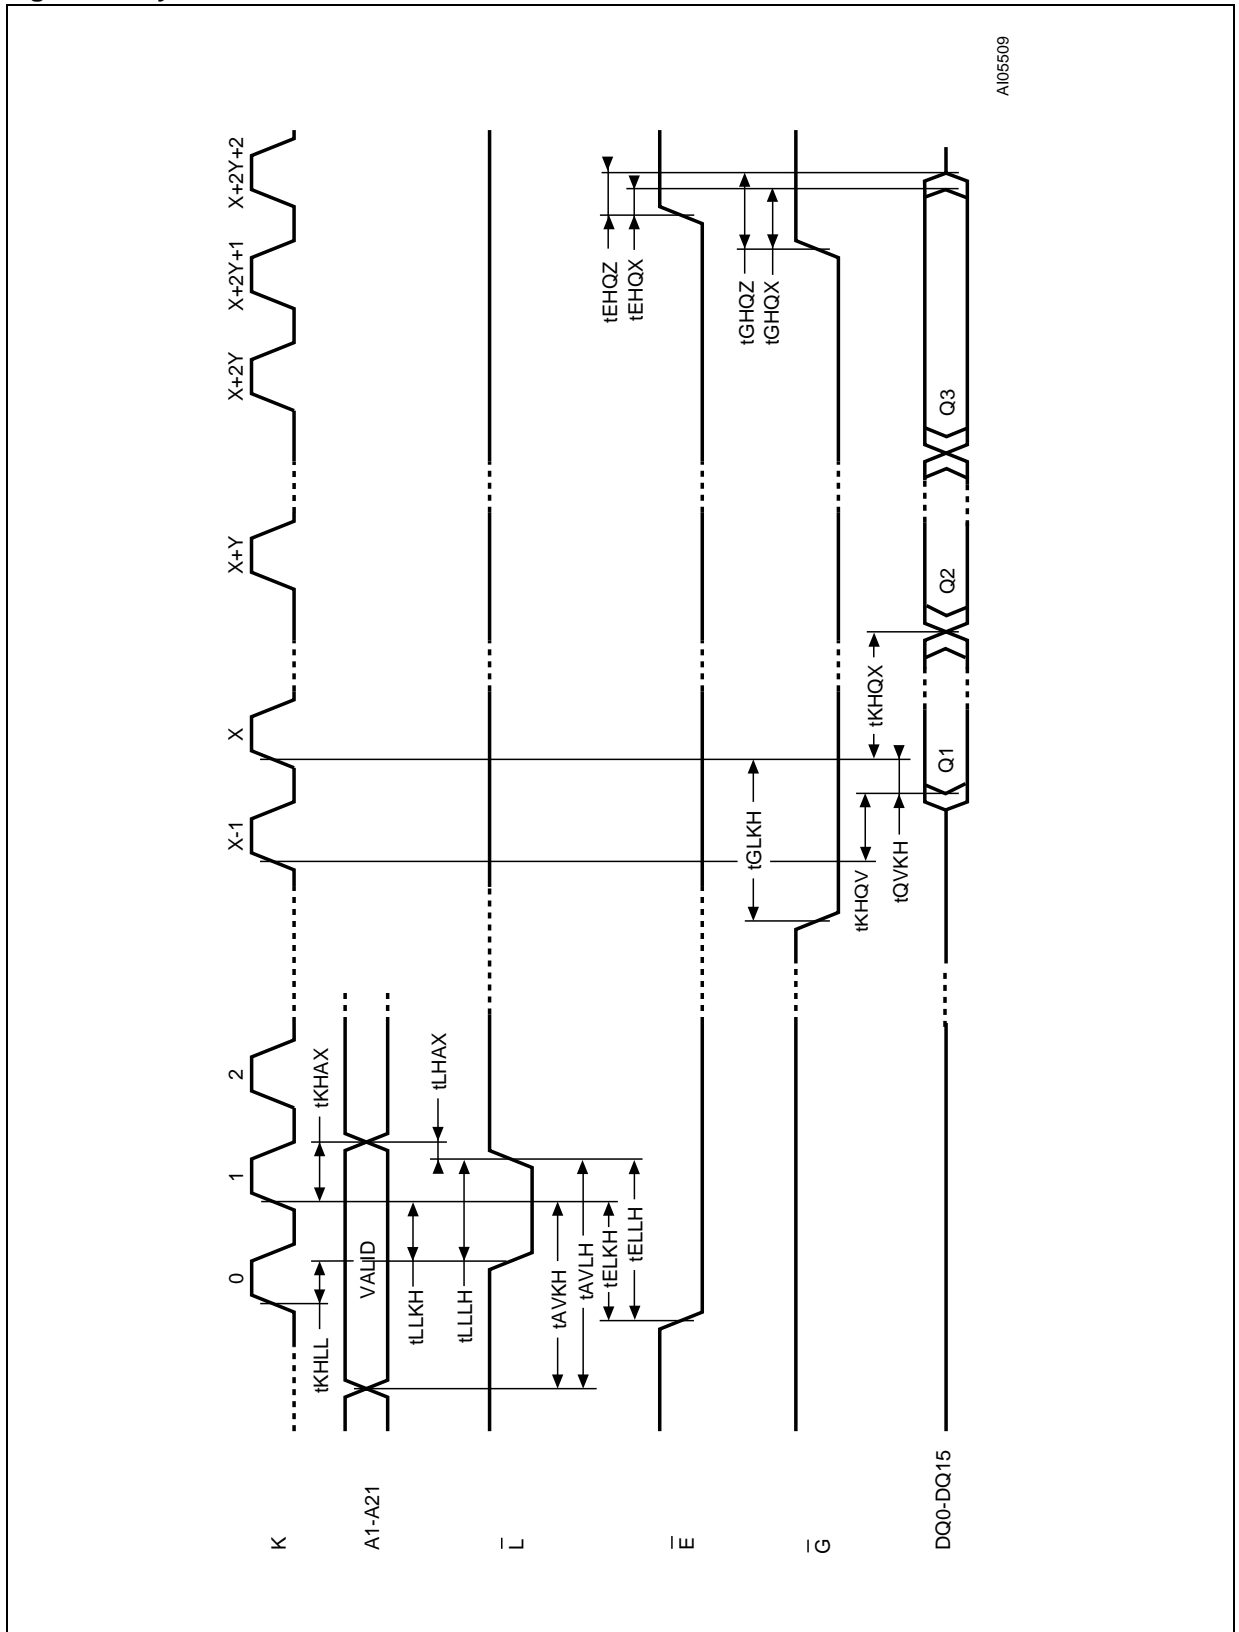 0
1
2
X-1
X
X+Y
X+2Y
X+2Y+1
X+2Y+2
K
tKHLL
tKHAX
A1-A21
VALID
tLLKH
tLHAX
tLLLH
L
tAVKH
tAVLH
tELKH
tELLH
tEHQZ
tEHQX
E
tGLKH
tGHQZ
tGHQX
G
tKHQV
tQVKH
tKHQX
DQ0-DQ15
Q1
Q2
Q3
AI05509